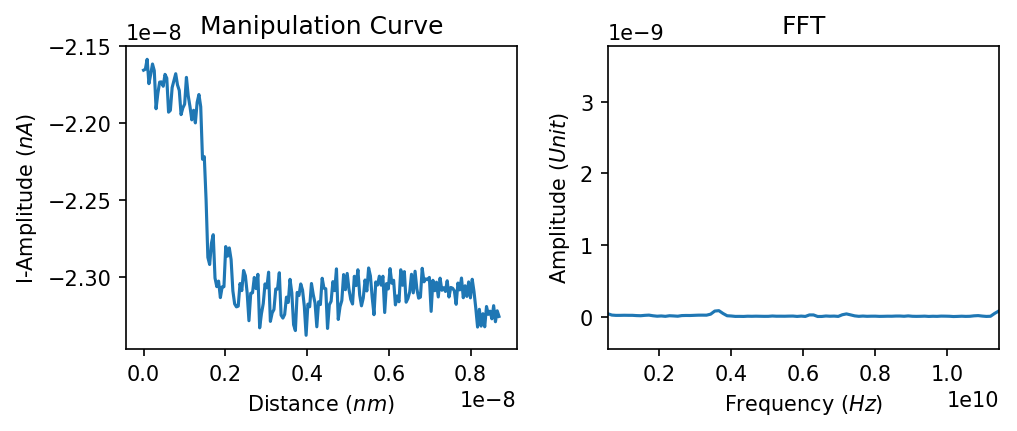 Manipulation Curve
1e−8
−2.15
−2.20
−2.25
−2.30
I-Amplitude (nA)
0.0 0.2 0.4 0.6 0.8
1e−8
Distance (nm)
FFT
1e−9
3
2
1
0
Amplitude (Unit)
0.2 0.4 0.6 0.8 1.0
1e10
Frequency (Hz)